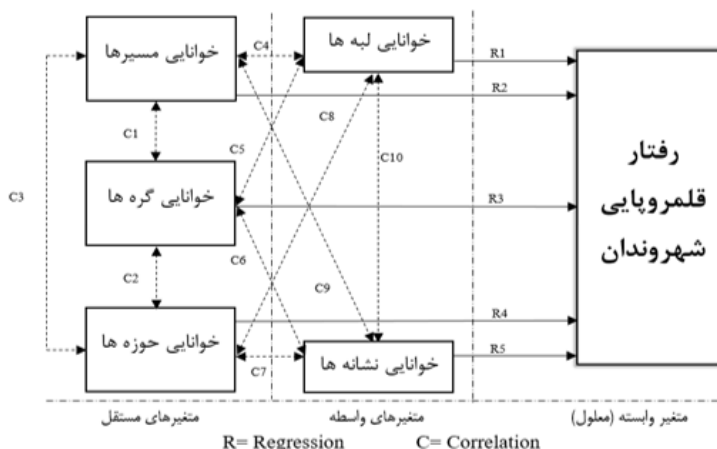 خوانایی مسیرها
C4
خوانایی لبه ها
R1
R2
C1
C5
C8
C10
رفتار
قلمروپایی
شهروندان
C3
خوانایی گره ها
R3
C2
C6
C9
خوانایی حوزه ها
C7
خوانایی نشانه ها
R4
R5
متغیرهای مستقل
متغیرهای واسطه
متغیر وابسته (معلول)
R= Regression
C= Correlation